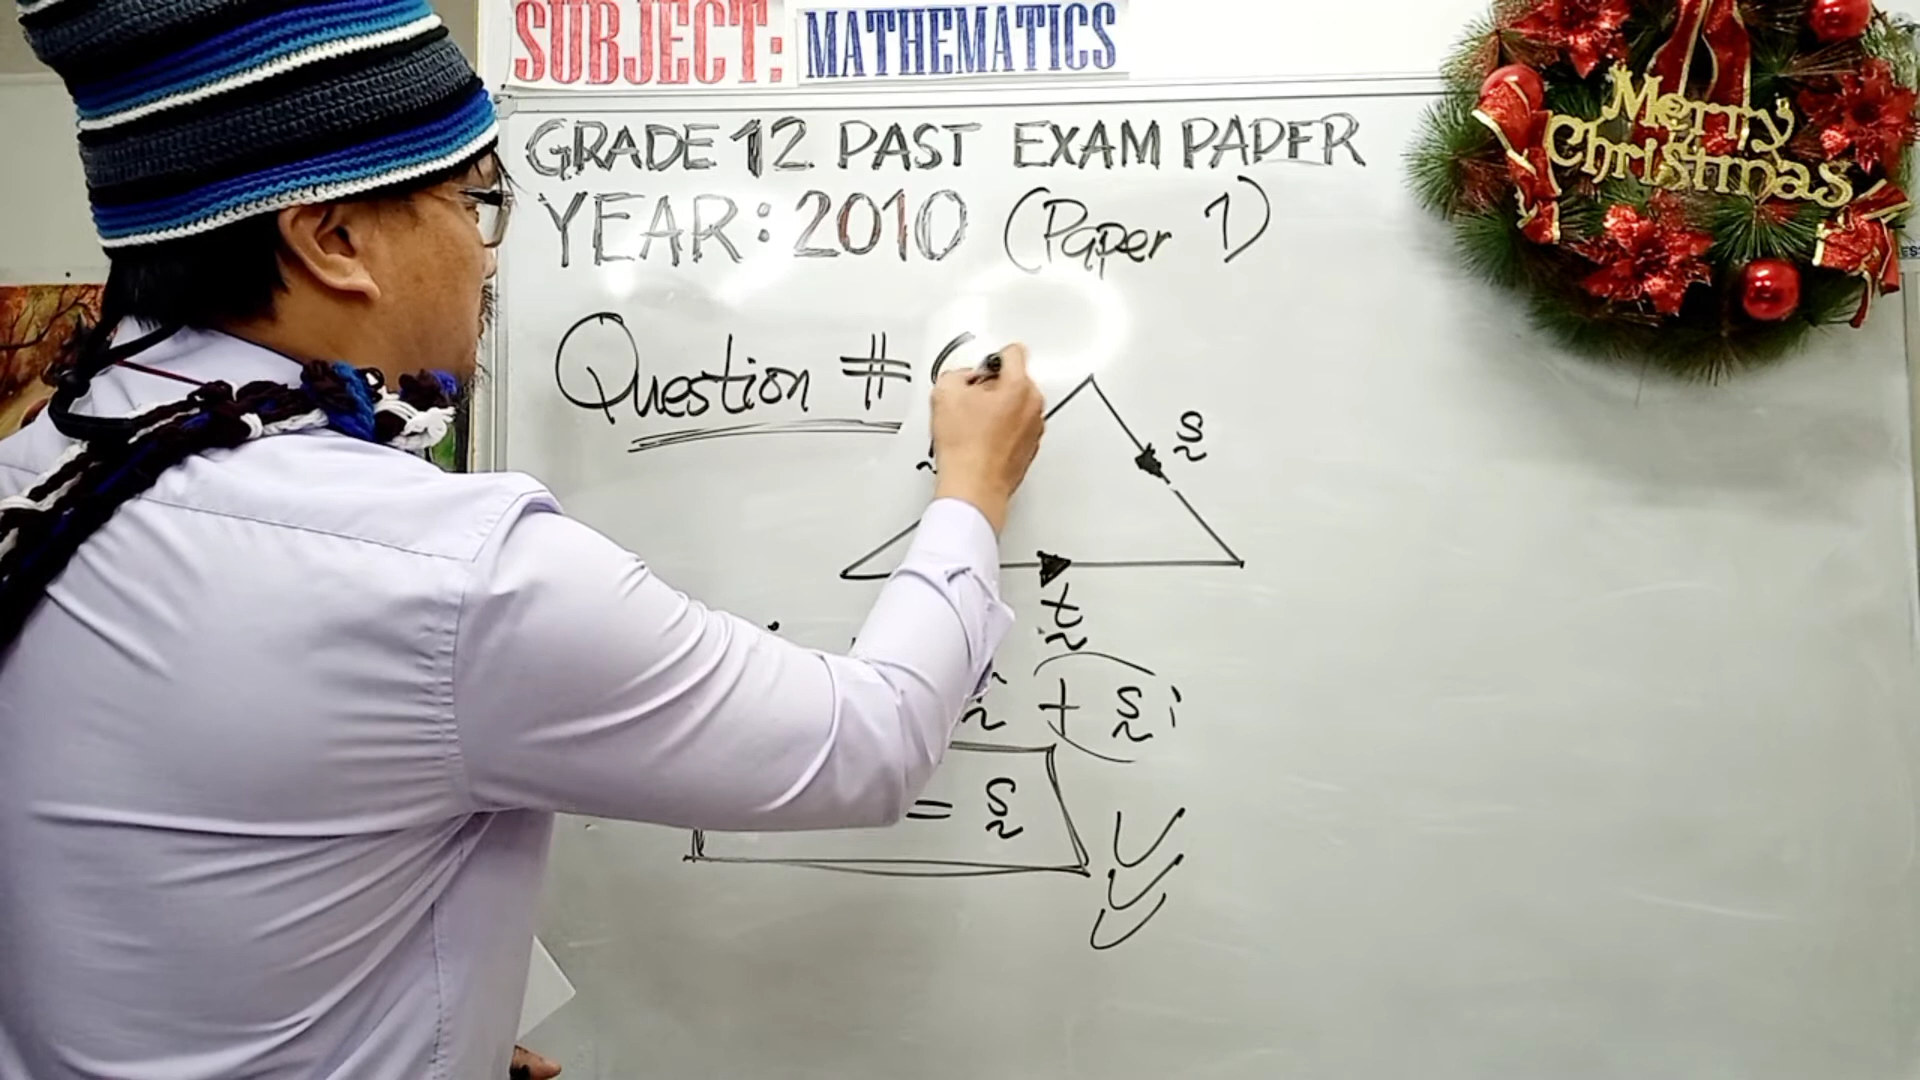 SUBJECT: MATHEMATICS
Merry
Christmas
GRADE 12 PAST EXAM PAPER
YEAR: 2010 (Paper 1)
Question #
s
t
+ s
= s